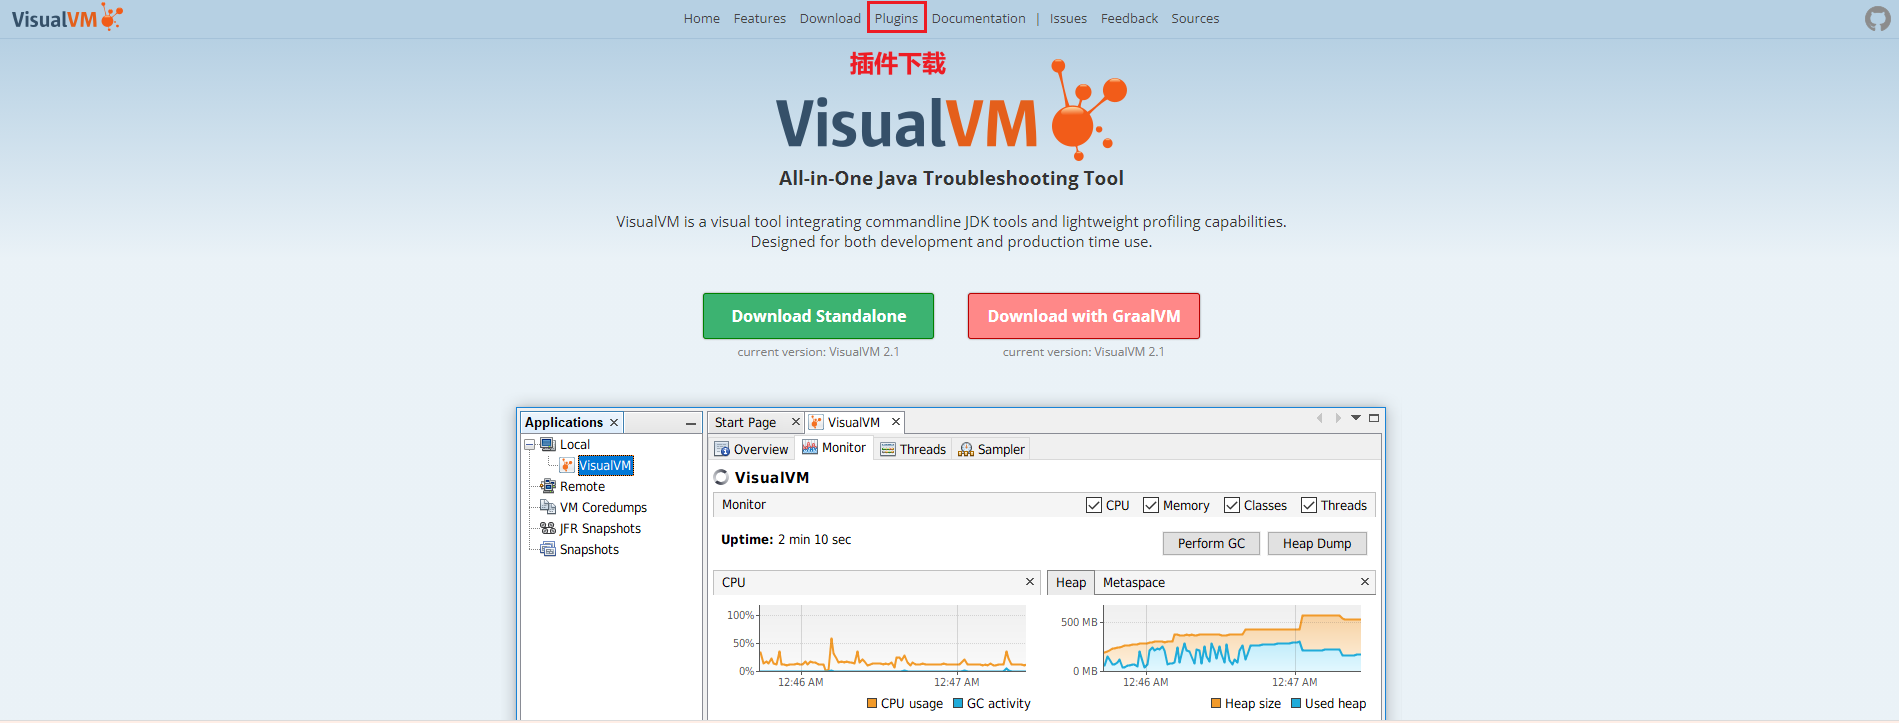 VisualVM
Home Features Download Plugins Documentation | Issues Feedback Sources
插件下载
VisualVM
All-in-One Java Troubleshooting Tool
VisualVM is a visual tool integrating commandline JDK tools and lightweight profiling capabilities.
Designed for both development and production time use.
Download Standalone Download with GraalVM
current version: VisualVM 2.1 current version: VisualVM 2.1
Applications Start Page VisualVM
Local
VisualVM
Remote
VM Coredumps
JFR Snapshots
Snapshots
Overview Monitor Threads Sampler
VisualVM
Monitor CPU Memory Classes Threads
Uptime: 2 min 10 sec Perform GC Heap Dump
CPU
100%
50%
0%
12:46 AM 12:47 AM
CPU usage GC activity
Heap Metaspace
500 MB
0 MB
12:46 AM 12:47 AM
Heap size Used heap